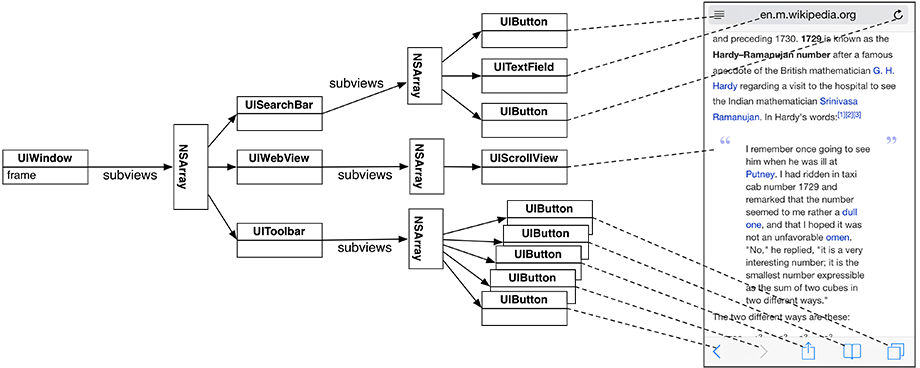 UIWindow
frame
subviews
NSArray
UISearchBar
UIWebView
UIToolbar
subviews
subviews
subviews
NSArray
NSArray
NSArray
UIButton
UITextField
UIButton
UIScrollView
UIButton
UIButton
UIButton
UIButton
UIButton
en.m.wikipedia.org
and preceding 1730. 1729 is known as the
Hardy–Ramanujan number after a famous
anecdote of the British mathematician G. H.
Hardy regarding a visit to the hospital to see
the Indian mathematician Srinivasa
Ramanujan. In Hardy's words:[1][2][3]
“ ”
I remember once going to see
him when he was ill at
Putney. I had ridden in taxi
cab number 1729 and
remarked that the number
seemed to me rather a dull
one, and that I hoped it was
not an unfavorable omen.
"No," he replied, "it is a very
interesting number; it is the
smallest number expressible
as the sum of two cubes in
two different ways."
The two different ways are these: